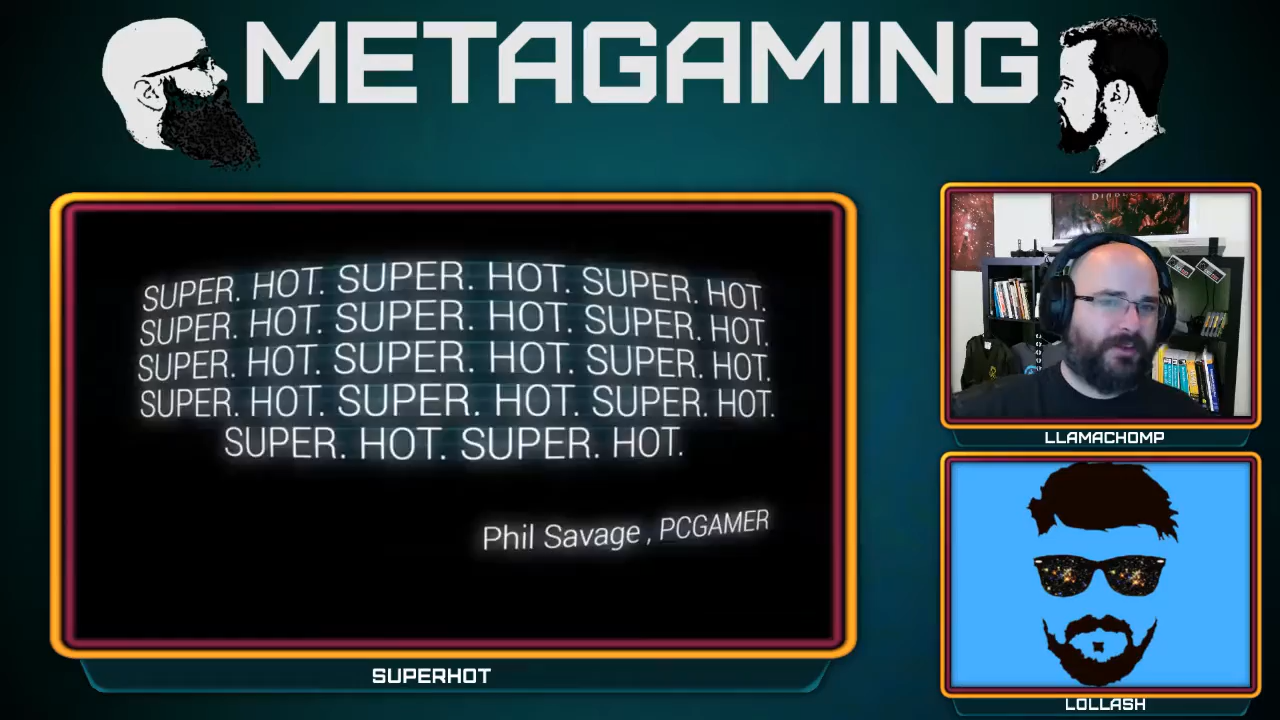 METAGAMING
SUPER. HOT. SUPER. HOT. SUPER. HOT.
SUPER. HOT. SUPER. HOT. SUPER. HOT.
SUPER. HOT. SUPER. HOT. SUPER. HOT.
SUPER. HOT. SUPER. HOT. SUPER. HOT.
SUPER. HOT. SUPER. HOT.
Phil Savage, PCGAMER
SUPERHOT
DIABLO
LLAMACHOMP
LOLLASH